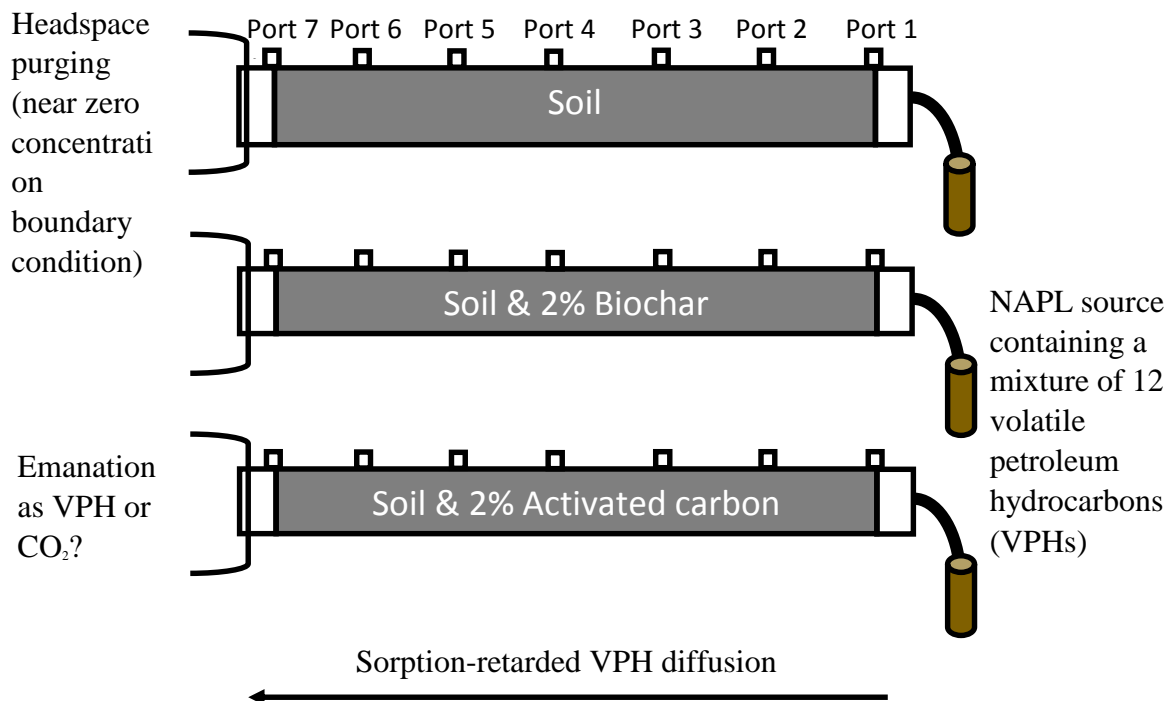 Headspace
purging
(near zero
concentrati
on
boundary
condition)
Port 7 Port 6 Port 5 Port 4 Port 3 Port 2 Port 1
Soil
Soil & 2% Biochar
NAPL source
containing a
mixture of 12
volatile
petroleum
hydrocarbons
(VPHs)
Emanation
as VPH or
CO₂?
Soil & 2% Activated carbon
Sorption-retarded VPH diffusion